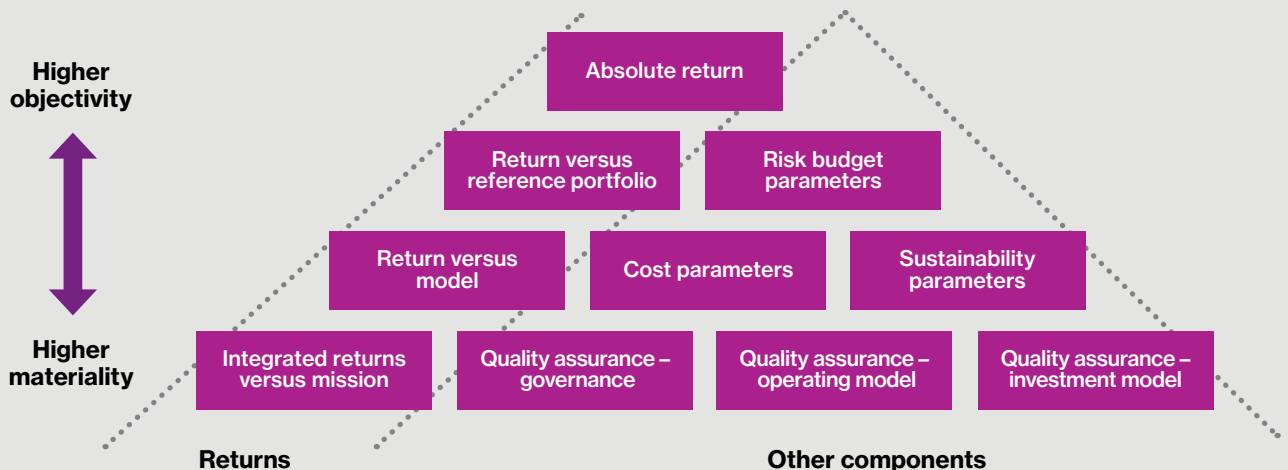 Higher
objectivity
Absolute return
Return versus
reference portfolio
Risk budget
parameters
Return versus
model
Cost parameters
Sustainability
parameters
Higher
materiality
Integrated returns
versus mission
Quality assurance –
governance
Quality assurance –
operating model
Quality assurance –
investment model
Returns
Other components